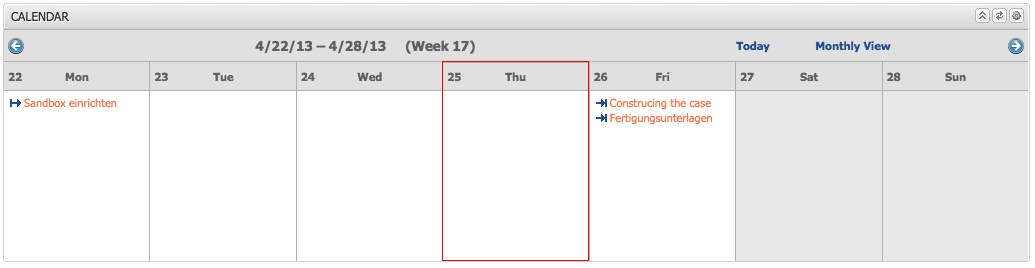 CALENDAR
4/22/13 – 4/28/13 (Week 17) Today Monthly View
22 Mon 23 Tue 24 Wed 25 Thu 26 Fri 27 Sat 28 Sun
Sandbox einrichten Construcing the case
Fertigungsunterlagen